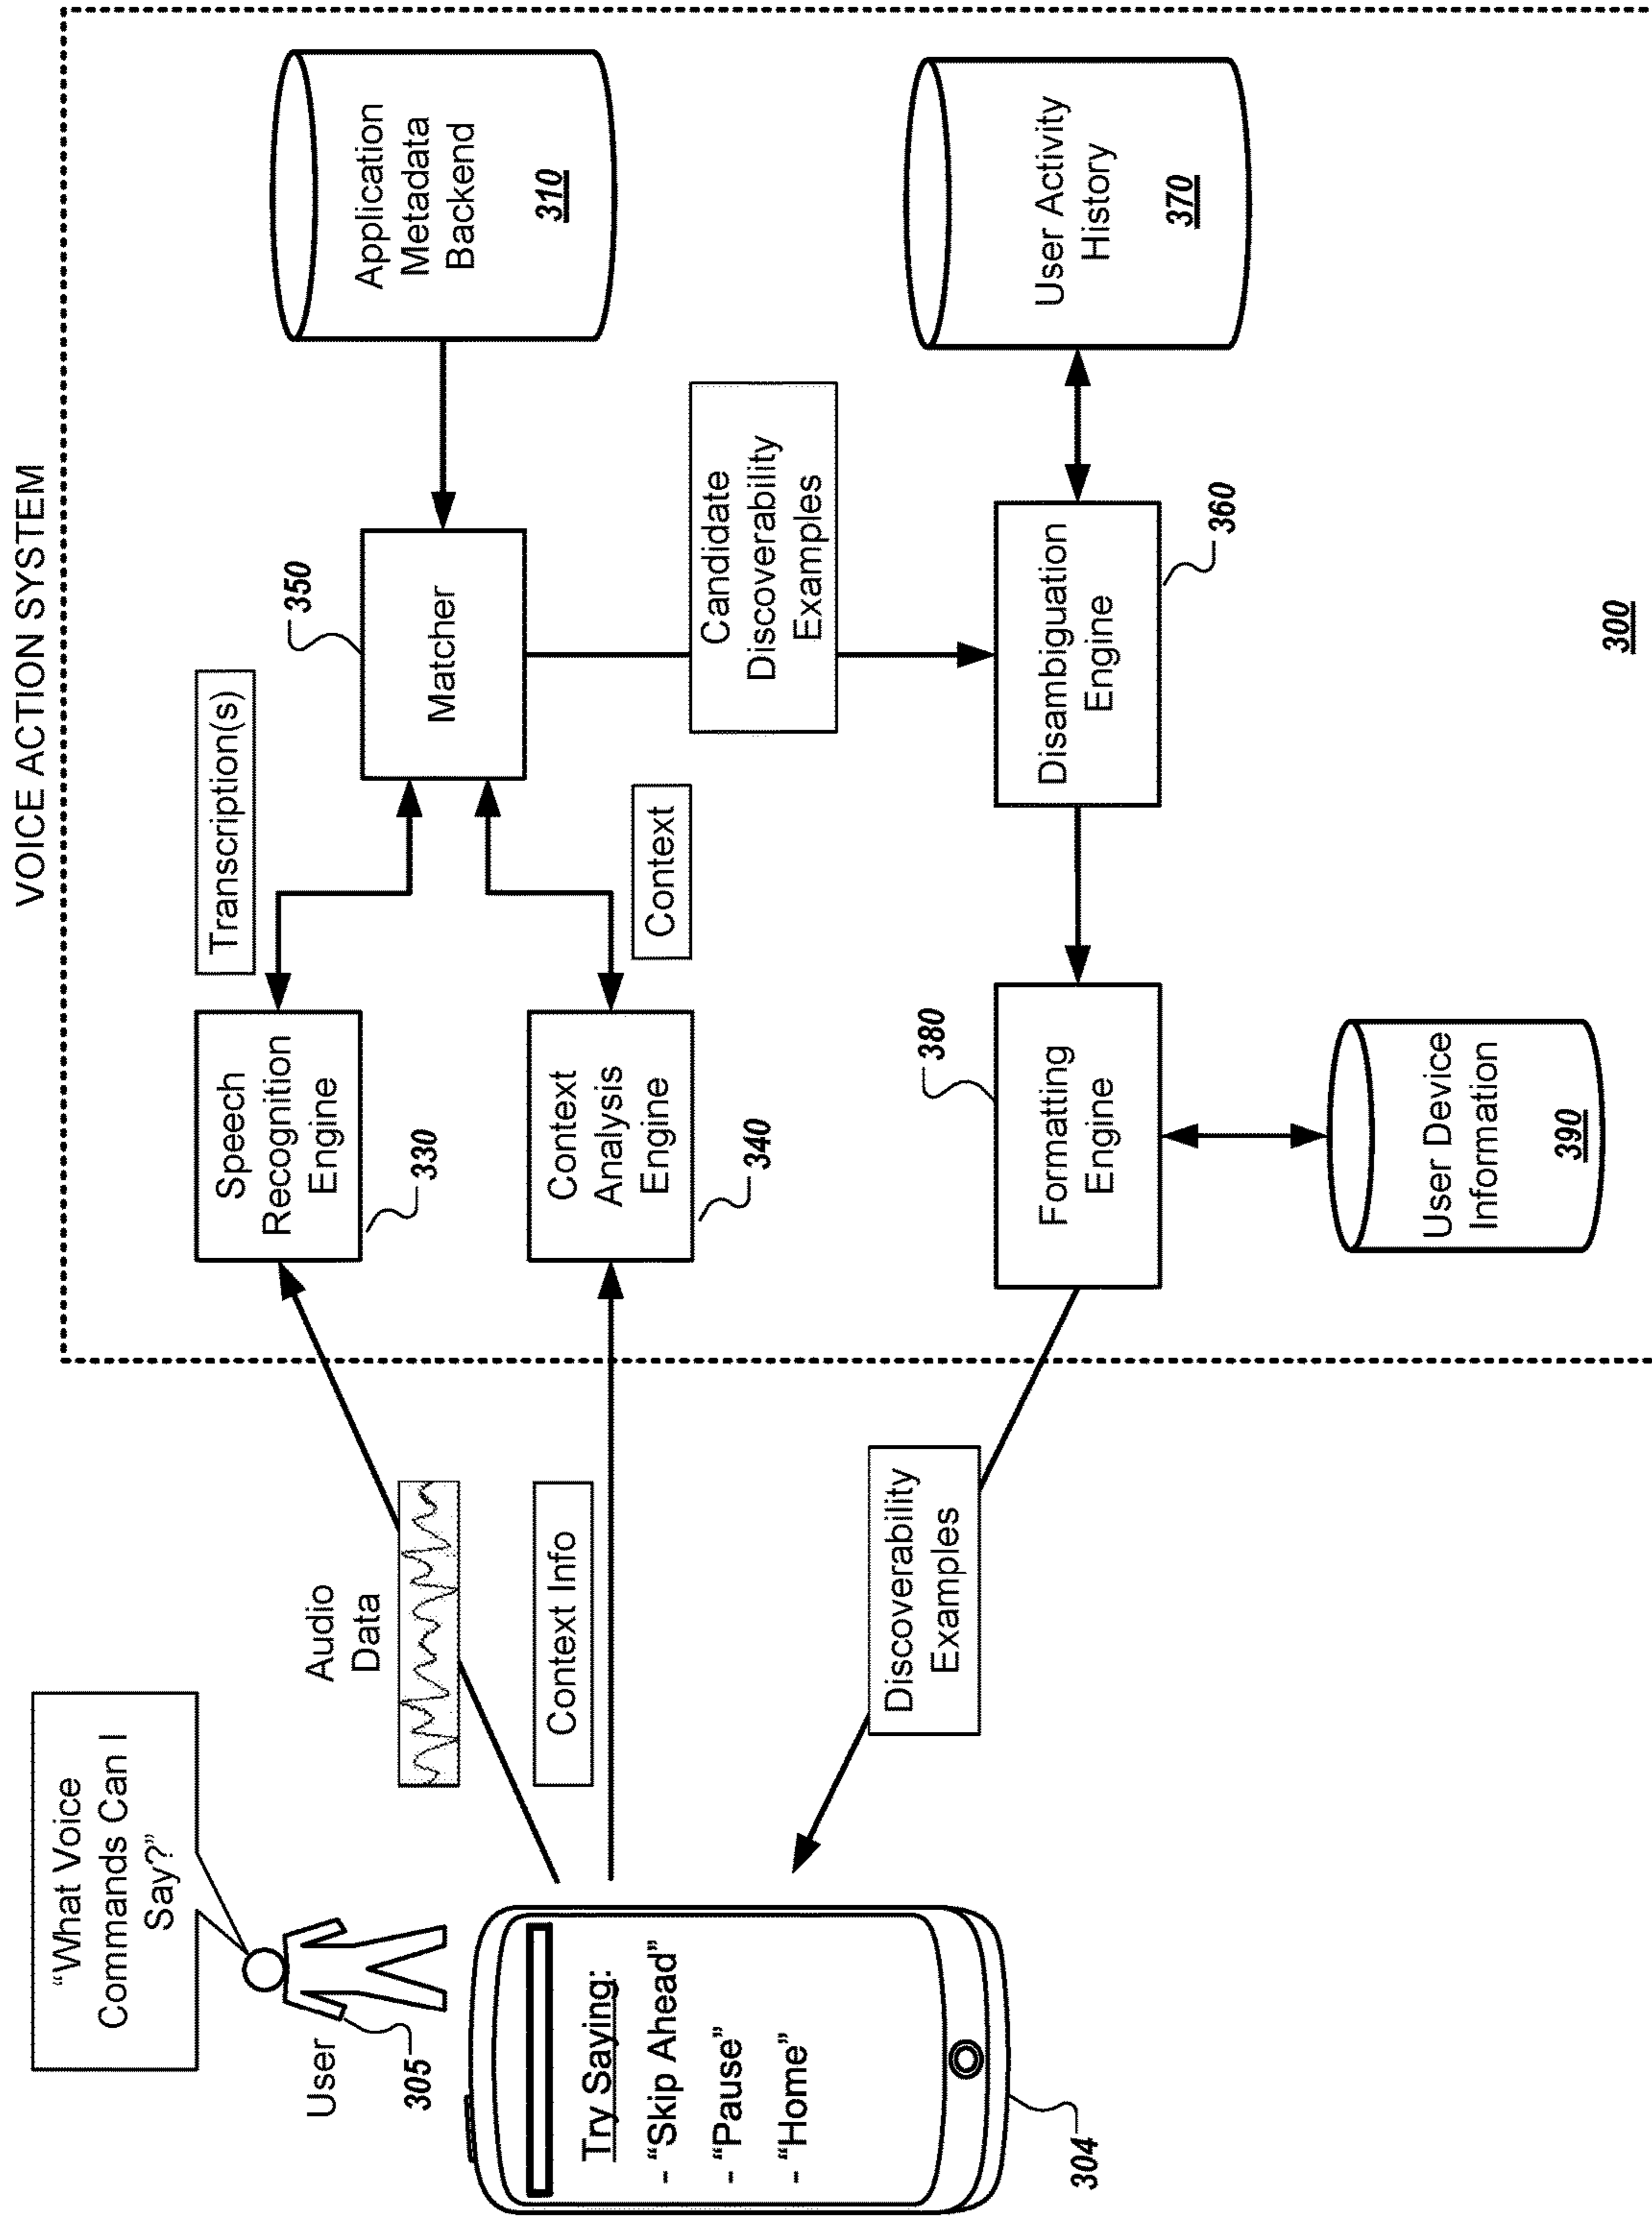 VOICE ACTION SYSTEM
“What Voice
Commands Can I
Say?”
User
305
Try Saying:
- “Skip Ahead”
- “Pause”
- “Home”
304
Audio
Data
Context Info
Discoverability
Examples
Speech
Recognition
Engine
330
Transcription(s)
Context
Analysis
Engine
340
Context
Matcher
350
Application
Metadata
Backend
310
Candidate
Discoverability
Examples
Disambiguation
Engine
360
User Activity
History
370
Formatting
Engine
380
User Device
Information
390
300